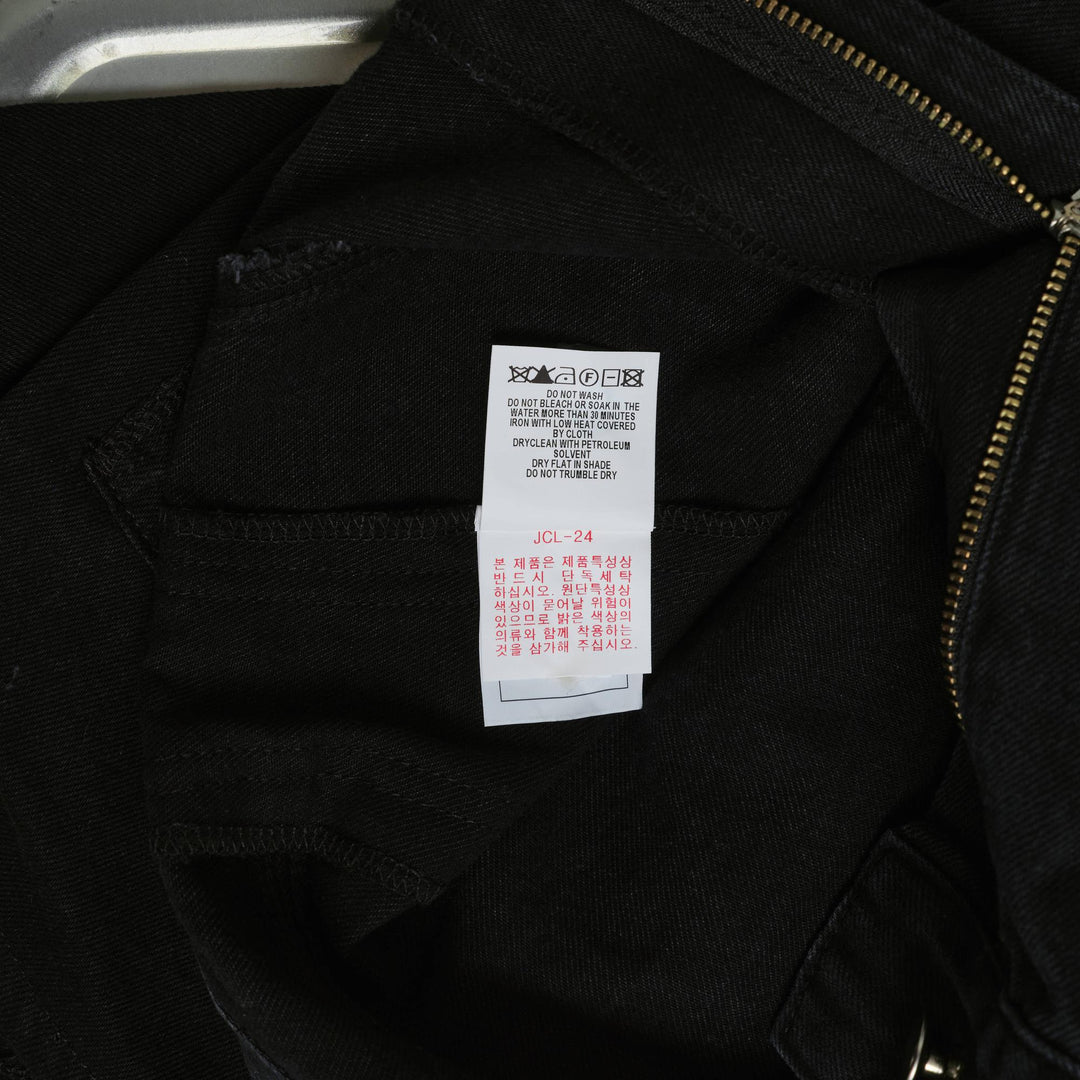 F
DO NOT WASH
DO NOT BLEACH OR SOAK IN THE
WATER MORE THAN 30 MINUTES
IRON WITH LOW HEAT COVERED
BY CLOTH
DRYCLEAN WITH PETROLEUM
SOLVENT
DRY FLAT IN SHADE
DO NOT TRUMBLE DRY
JCL-24
본 제품은 제품특성상
반드시 단독세탁
하십시오. 원단특성상
색상이 묻어날 위험이
있으므로 밝은 색상의
의류와 함께 착용하는
것을 삼가해 주십시오.